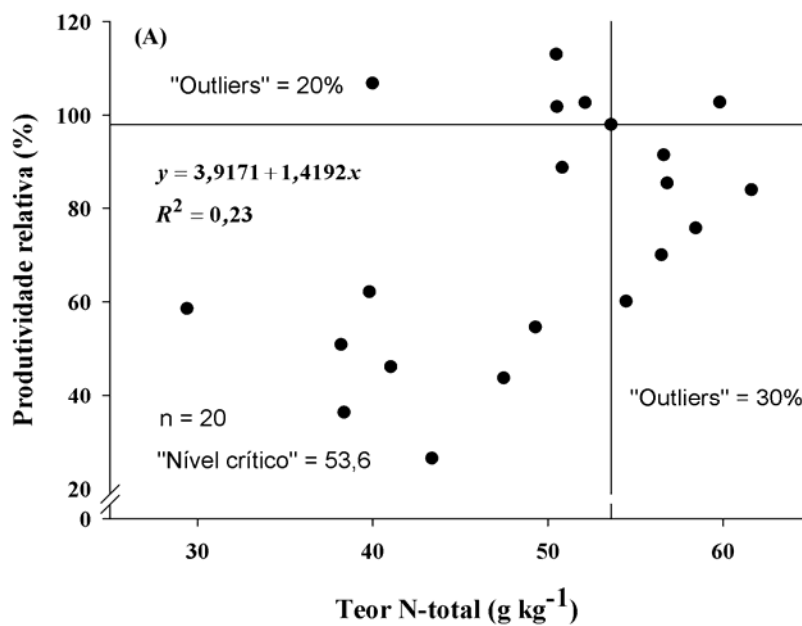 (A)
"Outliers" = 20%
y = 3,9171 + 1,4192x
R² = 0,23
n = 20
"Nível crítico" = 53,6
"Outliers" = 30%
Produtividade relativa (%)
120
100
80
60
40
20
0
30 40 50 60
Teor N-total (g kg⁻¹)